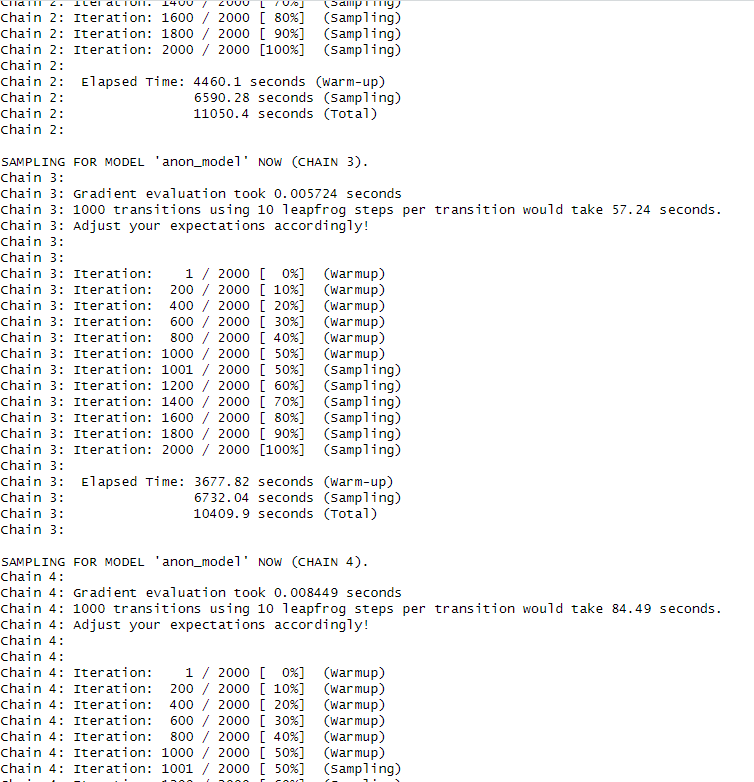 Chain 2: Iteration: 1400 / 2000 [ 70%]  (Sampling)
Chain 2: Iteration: 1600 / 2000 [ 80%]  (Sampling)
Chain 2: Iteration: 1800 / 2000 [ 90%]  (Sampling)
Chain 2: Iteration: 2000 / 2000 [100%]  (Sampling)
Chain 2:
Chain 2:  Elapsed Time: 4460.1 seconds (Warm-up)
Chain 2:                6590.28 seconds (Sampling)
Chain 2:                11050.4 seconds (Total)
Chain 2:
SAMPLING FOR MODEL 'anon_model' NOW (CHAIN 3).
Chain 3:
Chain 3: Gradient evaluation took 0.005724 seconds
Chain 3: 1000 transitions using 10 leapfrog steps per transition would take 57.24 seconds.
Chain 3: Adjust your expectations accordingly!
Chain 3:
Chain 3:
Chain 3: Iteration:    1 / 2000 [  0%]  (Warmup)
Chain 3: Iteration:  200 / 2000 [ 10%]  (Warmup)
Chain 3: Iteration:  400 / 2000 [ 20%]  (Warmup)
Chain 3: Iteration:  600 / 2000 [ 30%]  (Warmup)
Chain 3: Iteration:  800 / 2000 [ 40%]  (Warmup)
Chain 3: Iteration: 1000 / 2000 [ 50%]  (Warmup)
Chain 3: Iteration: 1001 / 2000 [ 50%]  (Sampling)
Chain 3: Iteration: 1200 / 2000 [ 60%]  (Sampling)
Chain 3: Iteration: 1400 / 2000 [ 70%]  (Sampling)
Chain 3: Iteration: 1600 / 2000 [ 80%]  (Sampling)
Chain 3: Iteration: 1800 / 2000 [ 90%]  (Sampling)
Chain 3: Iteration: 2000 / 2000 [100%]  (Sampling)
Chain 3:
Chain 3:  Elapsed Time: 3677.82 seconds (Warm-up)
Chain 3:                6732.04 seconds (Sampling)
Chain 3:                10409.9 seconds (Total)
Chain 3:
SAMPLING FOR MODEL 'anon_model' NOW (CHAIN 4).
Chain 4:
Chain 4: Gradient evaluation took 0.008449 seconds
Chain 4: 1000 transitions using 10 leapfrog steps per transition would take 84.49 seconds.
Chain 4: Adjust your expectations accordingly!
Chain 4:
Chain 4:
Chain 4: Iteration:    1 / 2000 [  0%]  (Warmup)
Chain 4: Iteration:  200 / 2000 [ 10%]  (Warmup)
Chain 4: Iteration:  400 / 2000 [ 20%]  (Warmup)
Chain 4: Iteration:  600 / 2000 [ 30%]  (Warmup)
Chain 4: Iteration:  800 / 2000 [ 40%]  (Warmup)
Chain 4: Iteration: 1000 / 2000 [ 50%]  (Warmup)
Chain 4: Iteration: 1001 / 2000 [ 50%]  (Sampling)